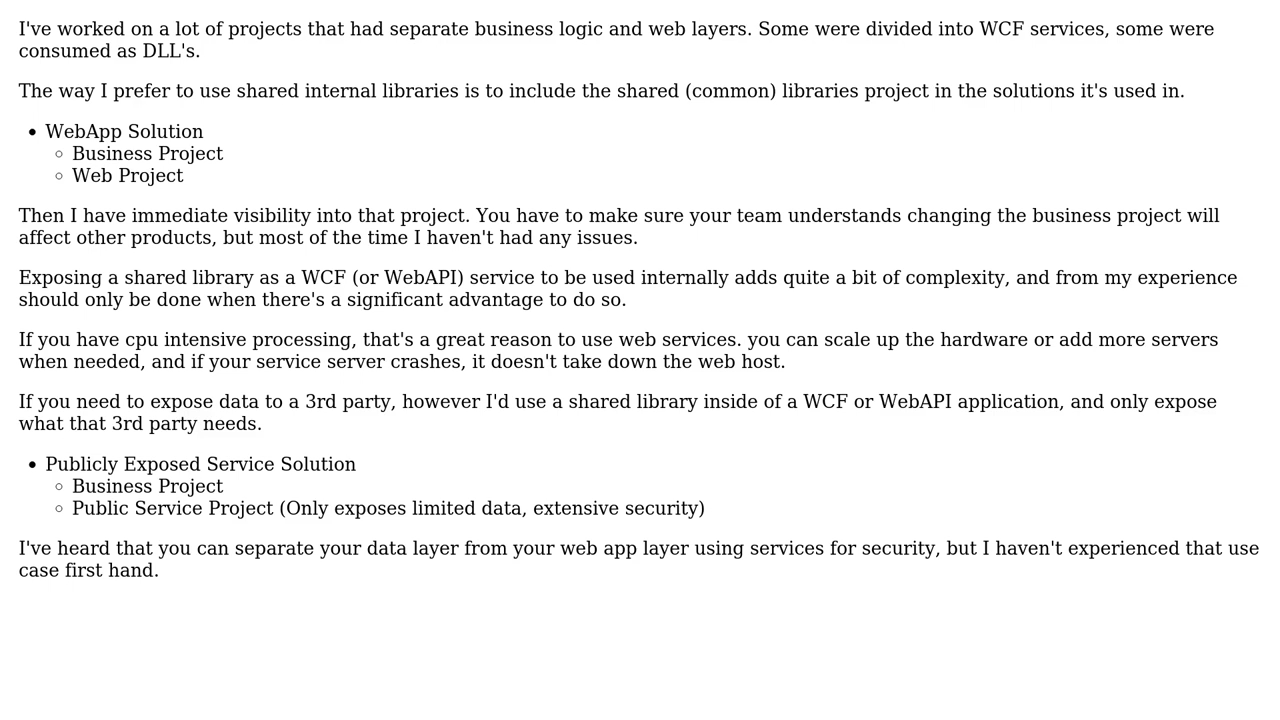 I've worked on a lot of projects that had separate business logic and web layers. Some were divided into WCF services, some were
consumed as DLL's.
The way I prefer to use shared internal libraries is to include the shared (common) libraries project in the solutions it's used in.
• WebApp Solution
◦ Business Project
◦ Web Project
Then I have immediate visibility into that project. You have to make sure your team understands changing the business project will
affect other products, but most of the time I haven't had any issues.
Exposing a shared library as a WCF (or WebAPI) service to be used internally adds quite a bit of complexity, and from my experience
should only be done when there's a significant advantage to do so.
If you have cpu intensive processing, that's a great reason to use web services. you can scale up the hardware or add more servers
when needed, and if your service server crashes, it doesn't take down the web host.
If you need to expose data to a 3rd party, however I'd use a shared library inside of a WCF or WebAPI application, and only expose
what that 3rd party needs.
• Publicly Exposed Service Solution
◦ Business Project
◦ Public Service Project (Only exposes limited data, extensive security)
I've heard that you can separate your data layer from your web app layer using services for security, but I haven't experienced that use
case first hand.